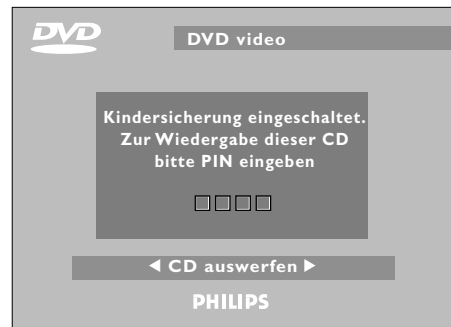 DVD
DVD video
Kindersicherung eingeschaltet.
Zur Wiedergabe dieser CD
bitte PIN eingeben
◀ CD auswerfen ▶
PHILIPS